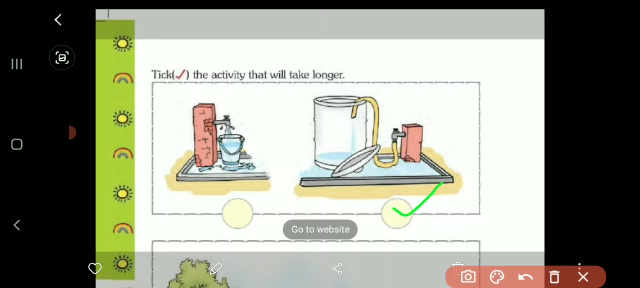 Tick(✓) the activity that will take longer.
Go to website